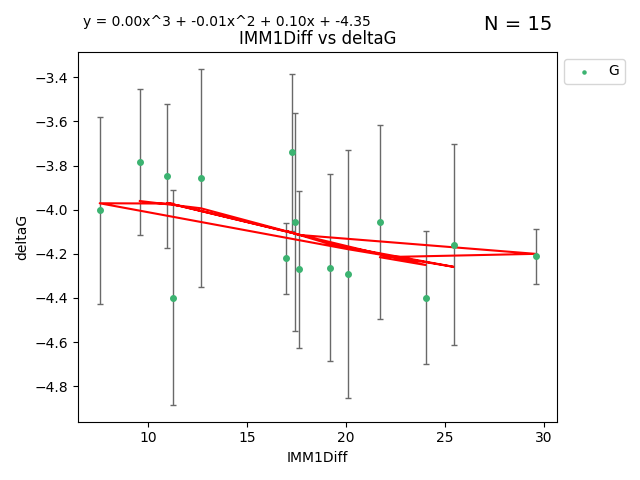 y = 0.00x^3 + -0.01x^2 + 0.10x + -4.35
N = 15
IMM1Diff vs deltaG
G
−3.4
−3.6
−3.8
−4.0
−4.2
−4.4
−4.6
−4.8
deltaG
10 15 20 25 30
IMM1Diff